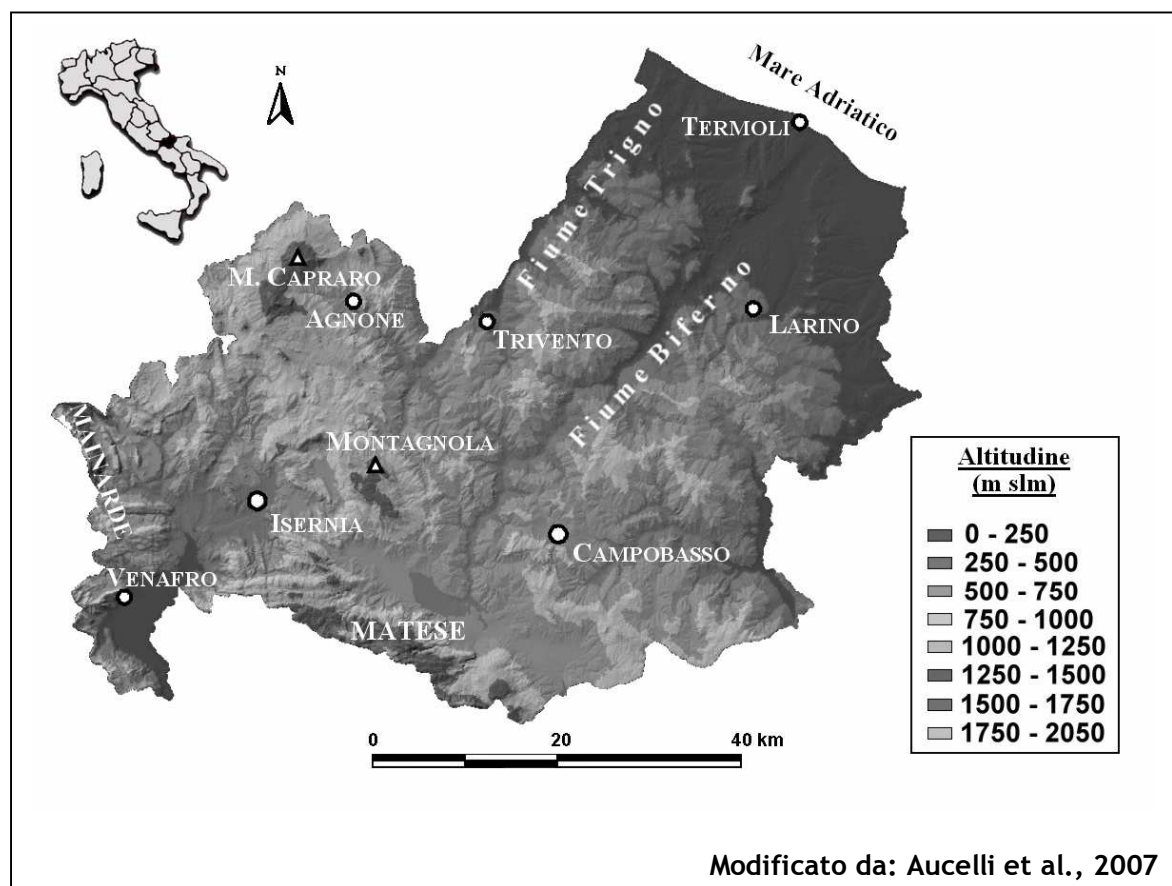 N
Mare Adriatico
TERMOLI
Fiume Trigno
M. CAPRARO
AGNONE
TRIVENTO
LARINO
Fiume Biferno
MAINARDE
MONTAGNOLA
ISERNIA
CAMPOBASSO
VENAFRO
MATESE
Altitudine
(m slm)
0 - 250
250 - 500
500 - 750
750 - 1000
1000 - 1250
1250 - 1500
1500 - 1750
1750 - 2050
0 20 40 km
Modificato da: Aucelli et al., 2007